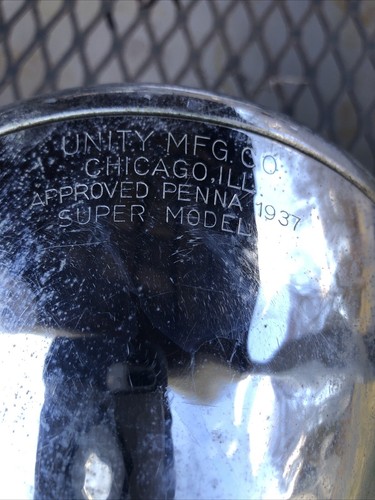 UNITY MFG. CO
CHICAGO, ILL.
APPROVED PENNA 1937
SUPER MODEL